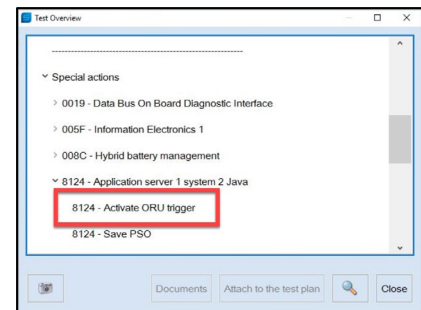 Test Overview
--------------------------------------------------------
Special actions
0019 - Data Bus On Board Diagnostic Interface
005F - Information Electronics 1
008C - Hybrid battery management
8124 - Application server 1 system 2 Java
8124 - Activate ORU trigger
8124 - Save PSO
Documents Attach to the test plan Close